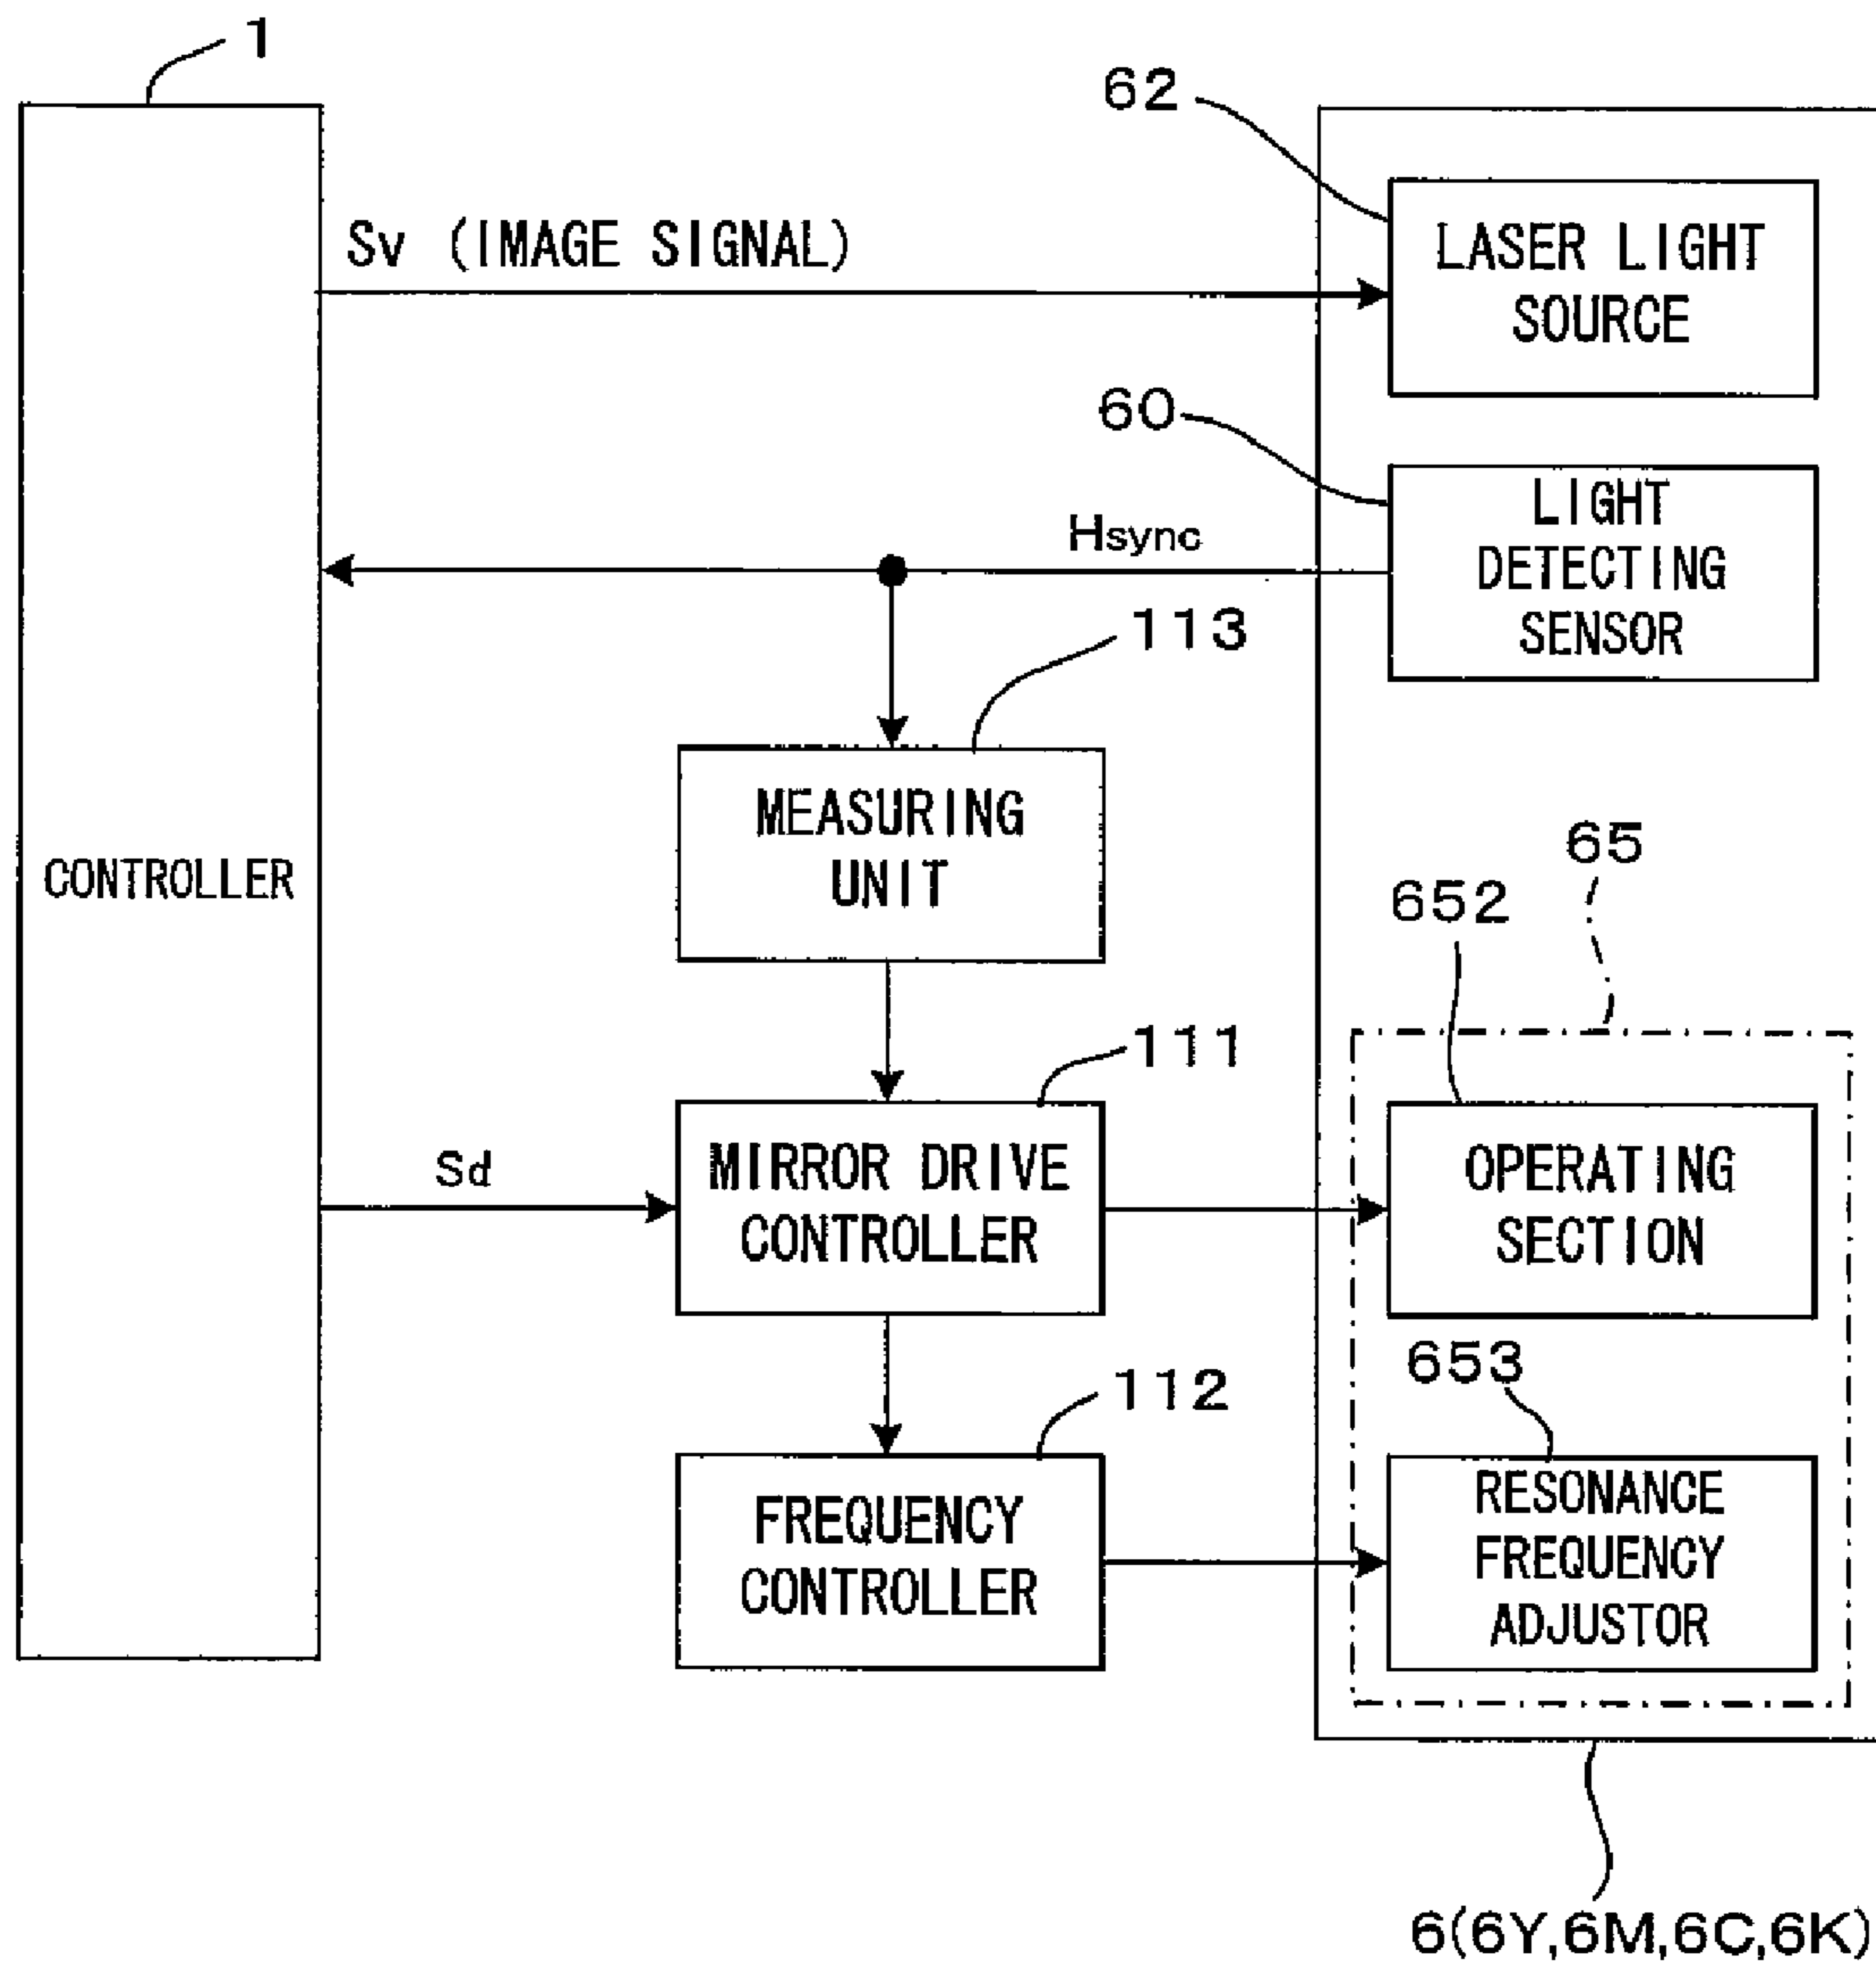 1
62
Sv (IMAGE SIGNAL)
LASER LIGHT
SOURCE
60
Hsync
LIGHT
DETECTING
SENSOR
113
MEASURING
UNIT
CONTROLLER
65
652
111
Sd
MIRROR DRIVE
CONTROLLER
OPERATING
SECTION
653
112
FREQUENCY
CONTROLLER
RESONANCE
FREQUENCY
ADJUSTOR
6(6Y,6M,6C,6K)